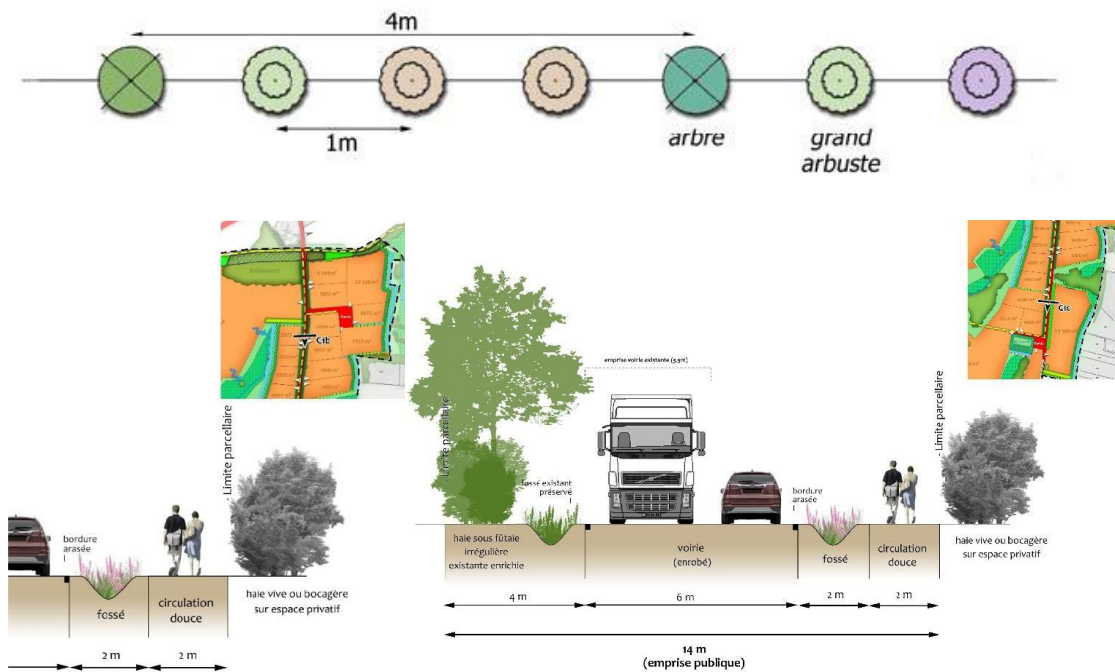 4m
1m
arbre
grand
arbuste
C1b
C1c
- Limite parcellaire
bordure
arasée
fossé
circulation
douce
haie vive ou bocagère
sur espace privatif
2 m
2 m
Limite parcellaire
emprise voirie existante (5.5m)
fossé existant
préservé
bordure
arasée
- Limite parcellaire
haie sous fûtaie
irrégulière
existante enrichie
voirie
(enrobé)
fossé
circulation
douce
haie vive ou bocagère
sur espace privatif
4 m
6 m
2 m
2 m
14 m
(emprise publique)